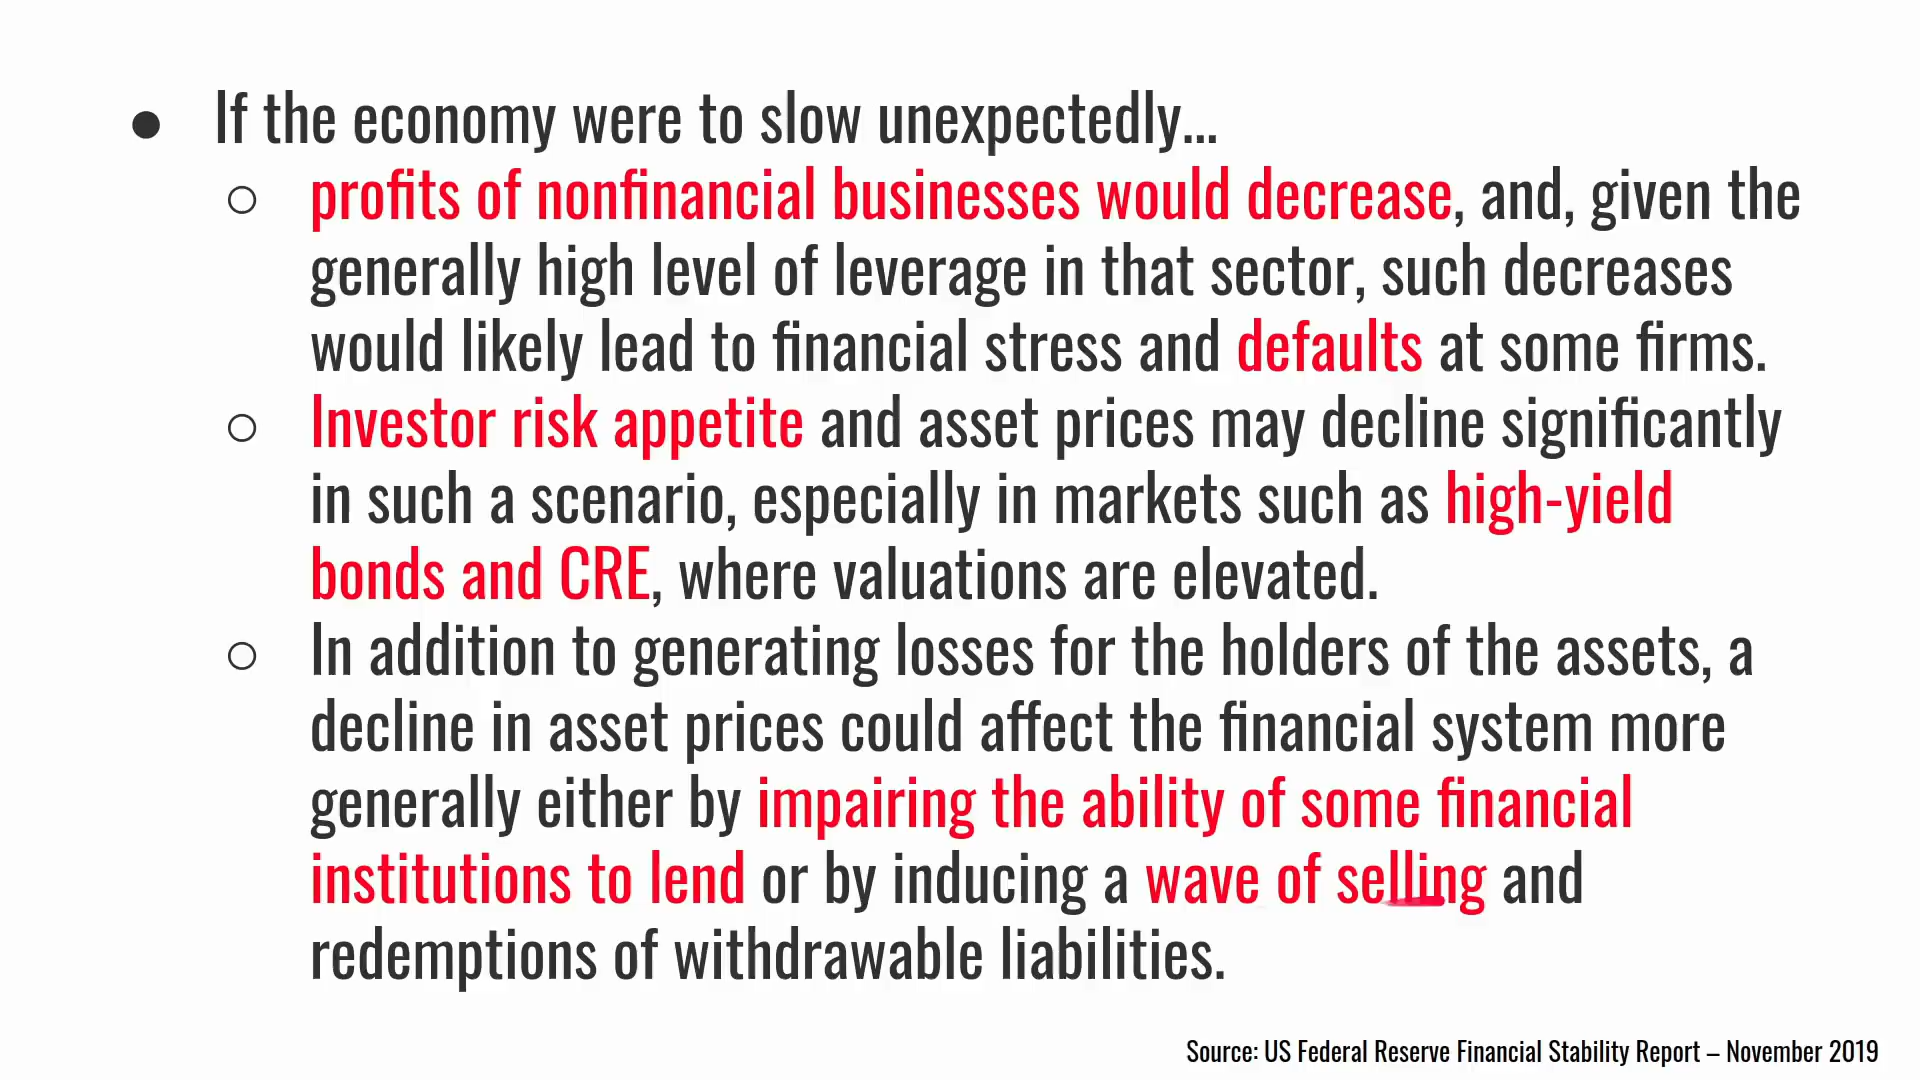 ● If the economy were to slow unexpectedly...
○ profits of nonfinancial businesses would decrease, and, given the
generally high level of leverage in that sector, such decreases
would likely lead to financial stress and defaults at some firms.
○ Investor risk appetite and asset prices may decline significantly
in such a scenario, especially in markets such as high-yield
bonds and CRE, where valuations are elevated.
○ In addition to generating losses for the holders of the assets, a
decline in asset prices could affect the financial system more
generally either by impairing the ability of some financial
institutions to lend or by inducing a wave of selling and
redemptions of withdrawable liabilities.
Source: US Federal Reserve Financial Stability Report – November 2019